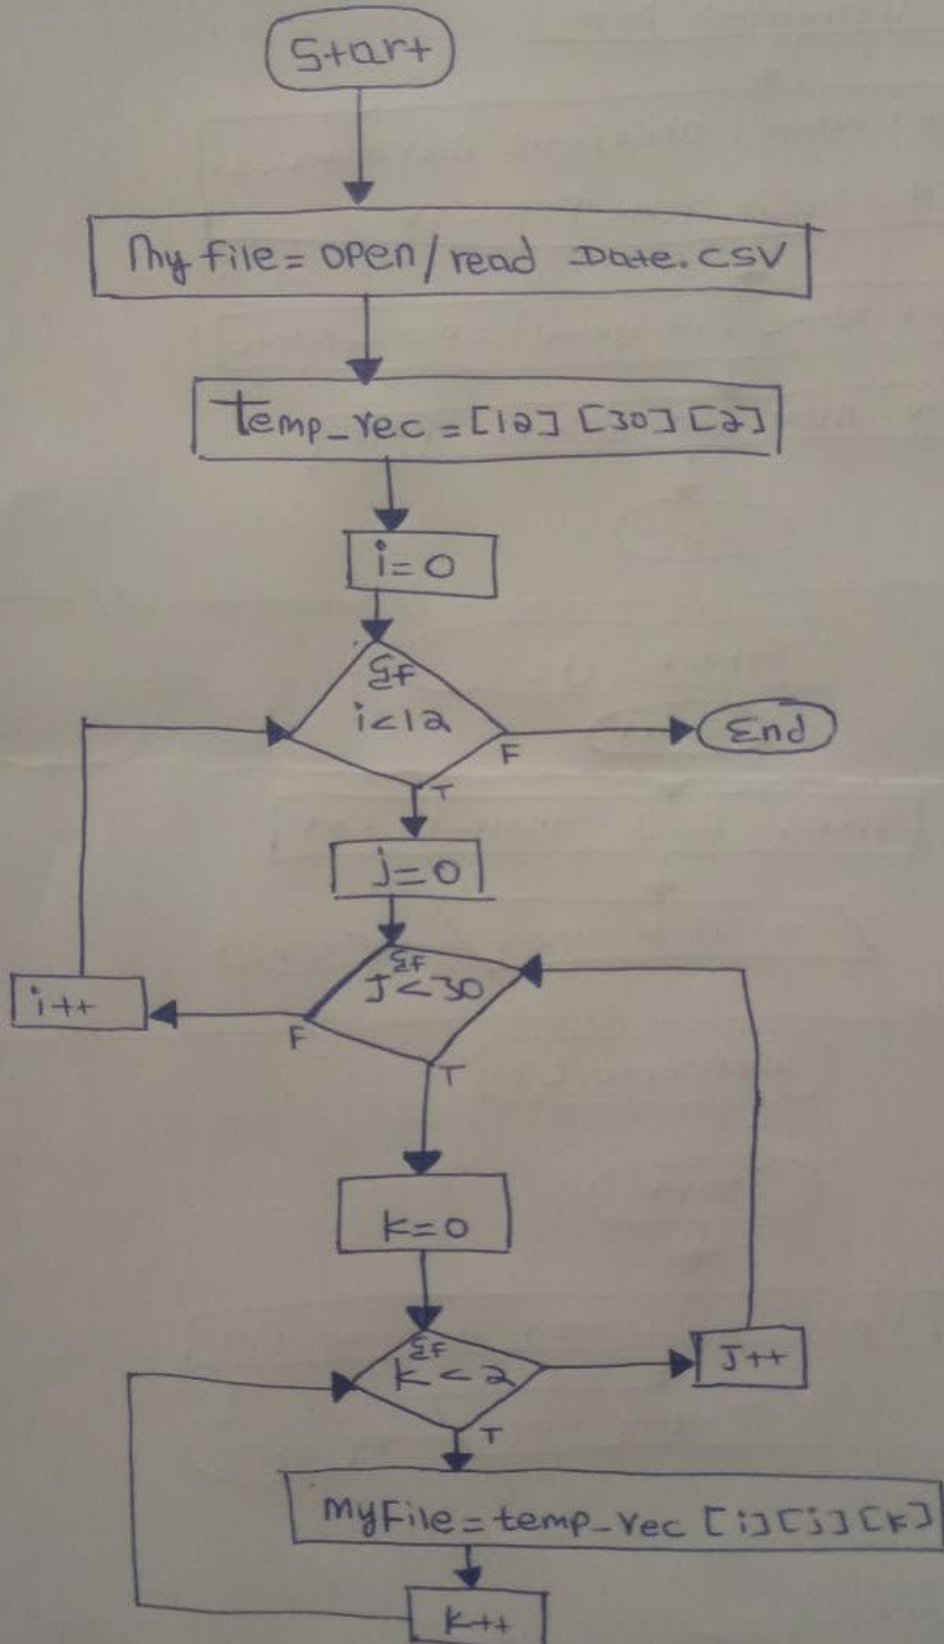 Start
My file = open/read Date.csv
temp_rec = [12] [30] [2]
i=0
If
i<12
F
End
T
j=0
If
J<30
i++
F
T
k=0
If
k<2
J++
T
MyFile = temp_rec [i][j][k]
k++